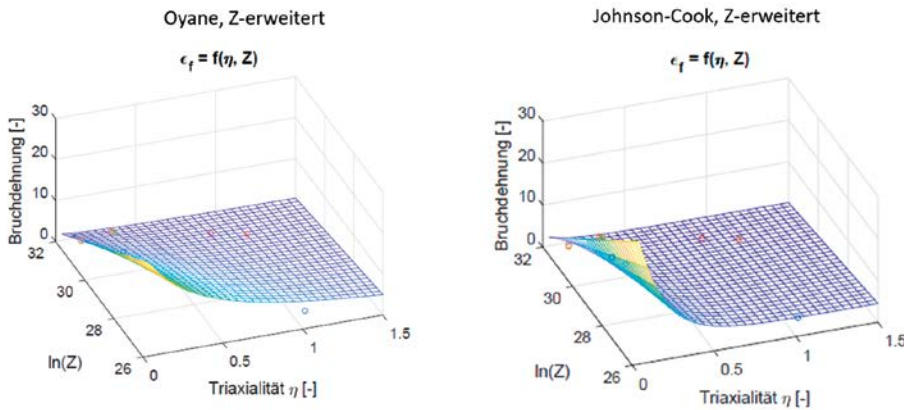 Oyane, Z-erweitert
ϵf = f(η, Z)
Bruchdehnung [-]
30
20
10
0
32
30
28
26
ln(Z)
0
0.5
1
1.5
Triaxialität η [-]
Johnson-Cook, Z-erweitert
ϵf = f(η, Z)
Bruchdehnung [-]
30
20
10
0
32
30
28
26
ln(Z)
0
0.5
1
1.5
Triaxialität η [-]